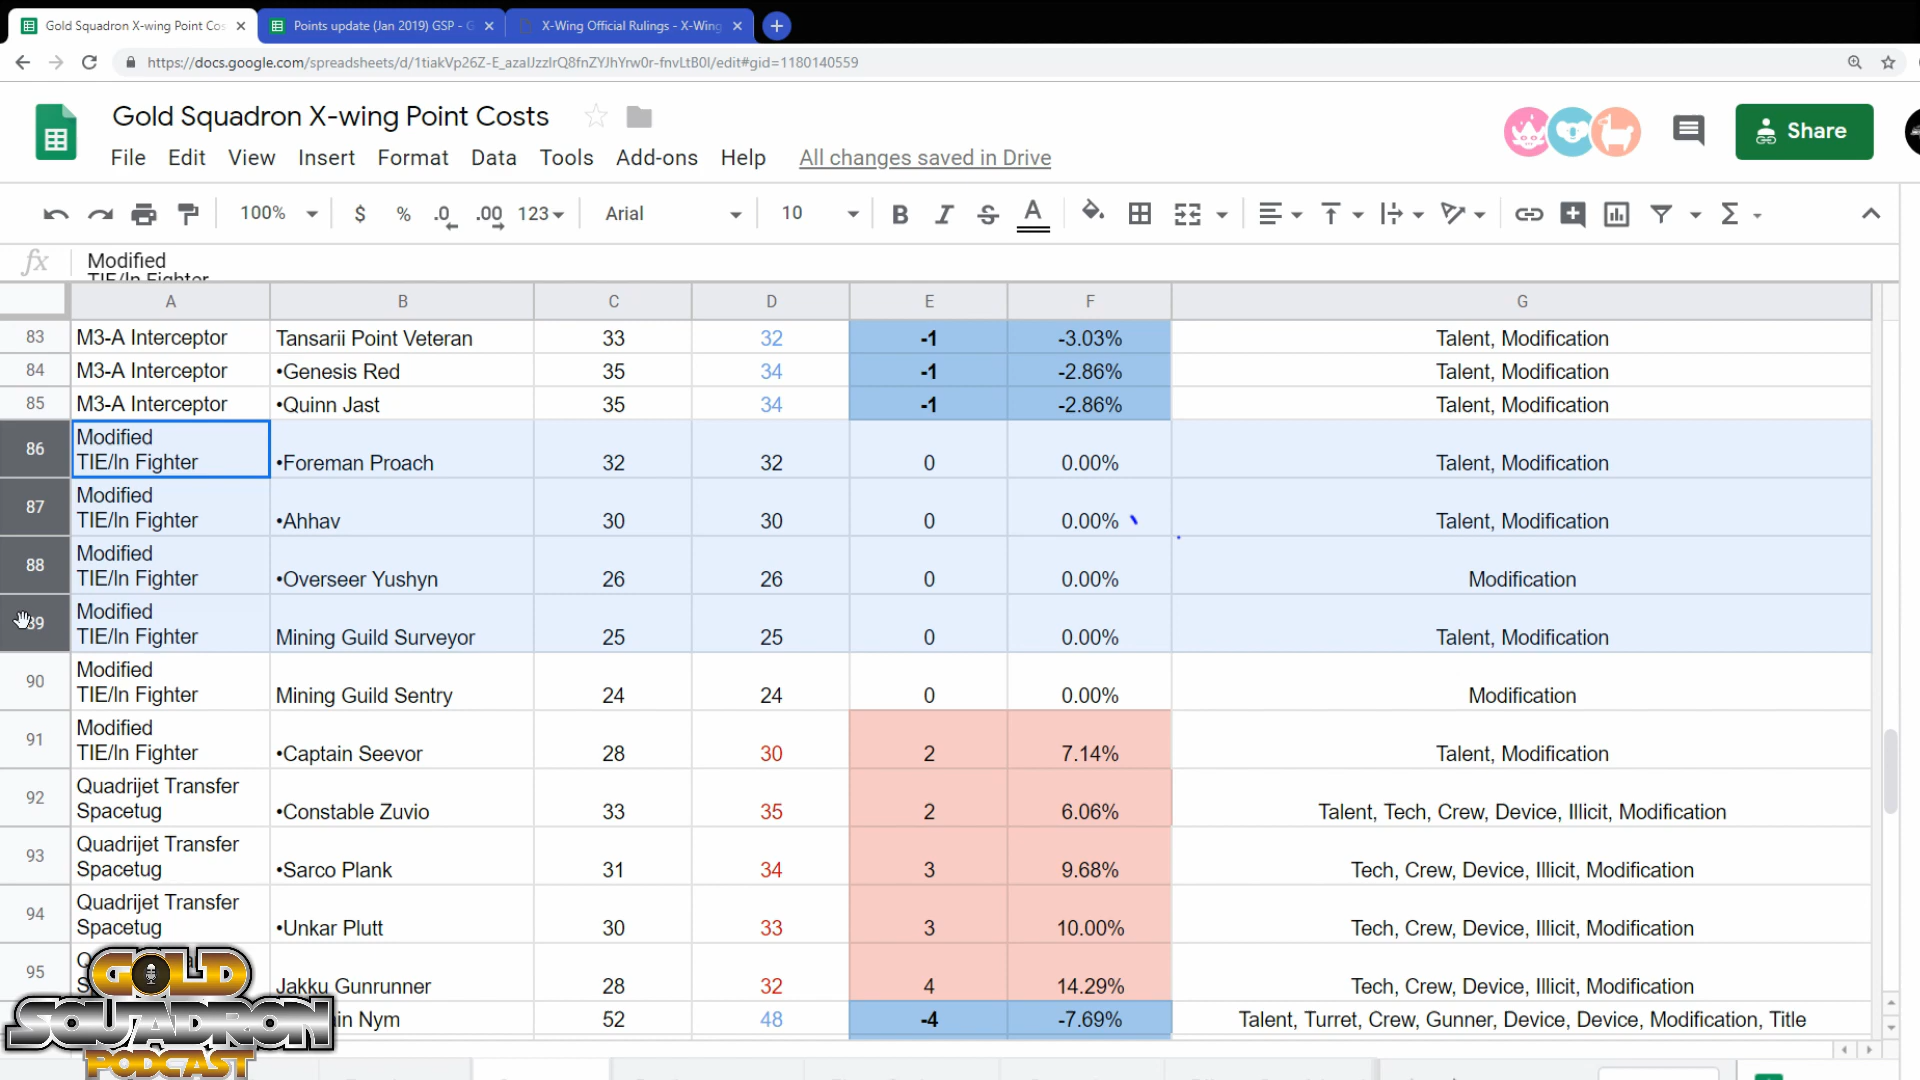 Gold Squadron X-wing Point Cos
Points update (Jan 2019) GSP - G
X-Wing Official Rulings - X-Wing
https://docs.google.com/spreadsheets/d/1tiakVp26Z-E_azaIJzzlrQ8fnZYJhYrw0r-fnvLtB0I/edit#gid=1180140559
Gold Squadron X-wing Point Costs
File Edit View Insert Format Data Tools Add-ons Help All changes saved in Drive
Share
100% $ % .0 .00 123 Arial 10 B I S A Σ
fx Modified
TIE/ln Fighter
A B C D E F G
83 M3-A Interceptor Tansarii Point Veteran 33 32 -1 -3.03% Talent, Modification
84 M3-A Interceptor •Genesis Red 35 34 -1 -2.86% Talent, Modification
85 M3-A Interceptor •Quinn Jast 35 34 -1 -2.86% Talent, Modification
Modified
86 TIE/ln Fighter •Foreman Proach 32 32 0 0.00% Talent, Modification
Modified
87 TIE/ln Fighter •Ahhav 30 30 0 0.00% Talent, Modification
Modified
88 TIE/ln Fighter •Overseer Yushyn 26 26 0 0.00% Modification
Modified
89 TIE/ln Fighter Mining Guild Surveyor 25 25 0 0.00% Talent, Modification
Modified
90 TIE/ln Fighter Mining Guild Sentry 24 24 0 0.00% Modification
Modified
91 TIE/ln Fighter •Captain Seevor 28 30 2 7.14% Talent, Modification
Quadrijet Transfer
92 Spacetug •Constable Zuvio 33 35 2 6.06% Talent, Tech, Crew, Device, Illicit, Modification
Quadrijet Transfer
93 Spacetug •Sarco Plank 31 34 3 9.68% Tech, Crew, Device, Illicit, Modification
Quadrijet Transfer
94 Spacetug •Unkar Plutt 30 33 3 10.00% Tech, Crew, Device, Illicit, Modification
95 Jakku Gunrunner 28 32 4 14.29% Tech, Crew, Device, Illicit, Modification
Nym 52 48 -4 -7.69% Talent, Turret, Crew, Gunner, Device, Device, Modification, Title
GOLD
SQUADRON
PODCAST